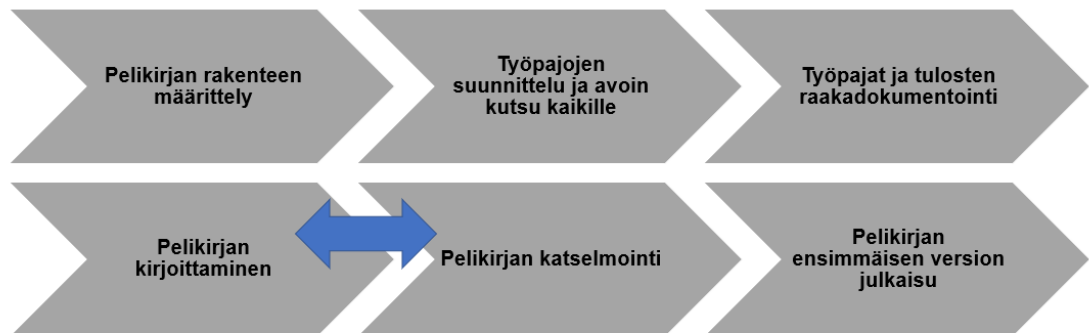 Pelikirjan rakenteen
määrittely
Työpajojen
suunnittelu ja avoin
kutsu kaikille
Työpajat ja tulosten
raakadokumentointi
Pelikirjan
kirjoittaminen
Pelikirjan katselmointi
Pelikirjan
ensimmäisen version
julkaisu